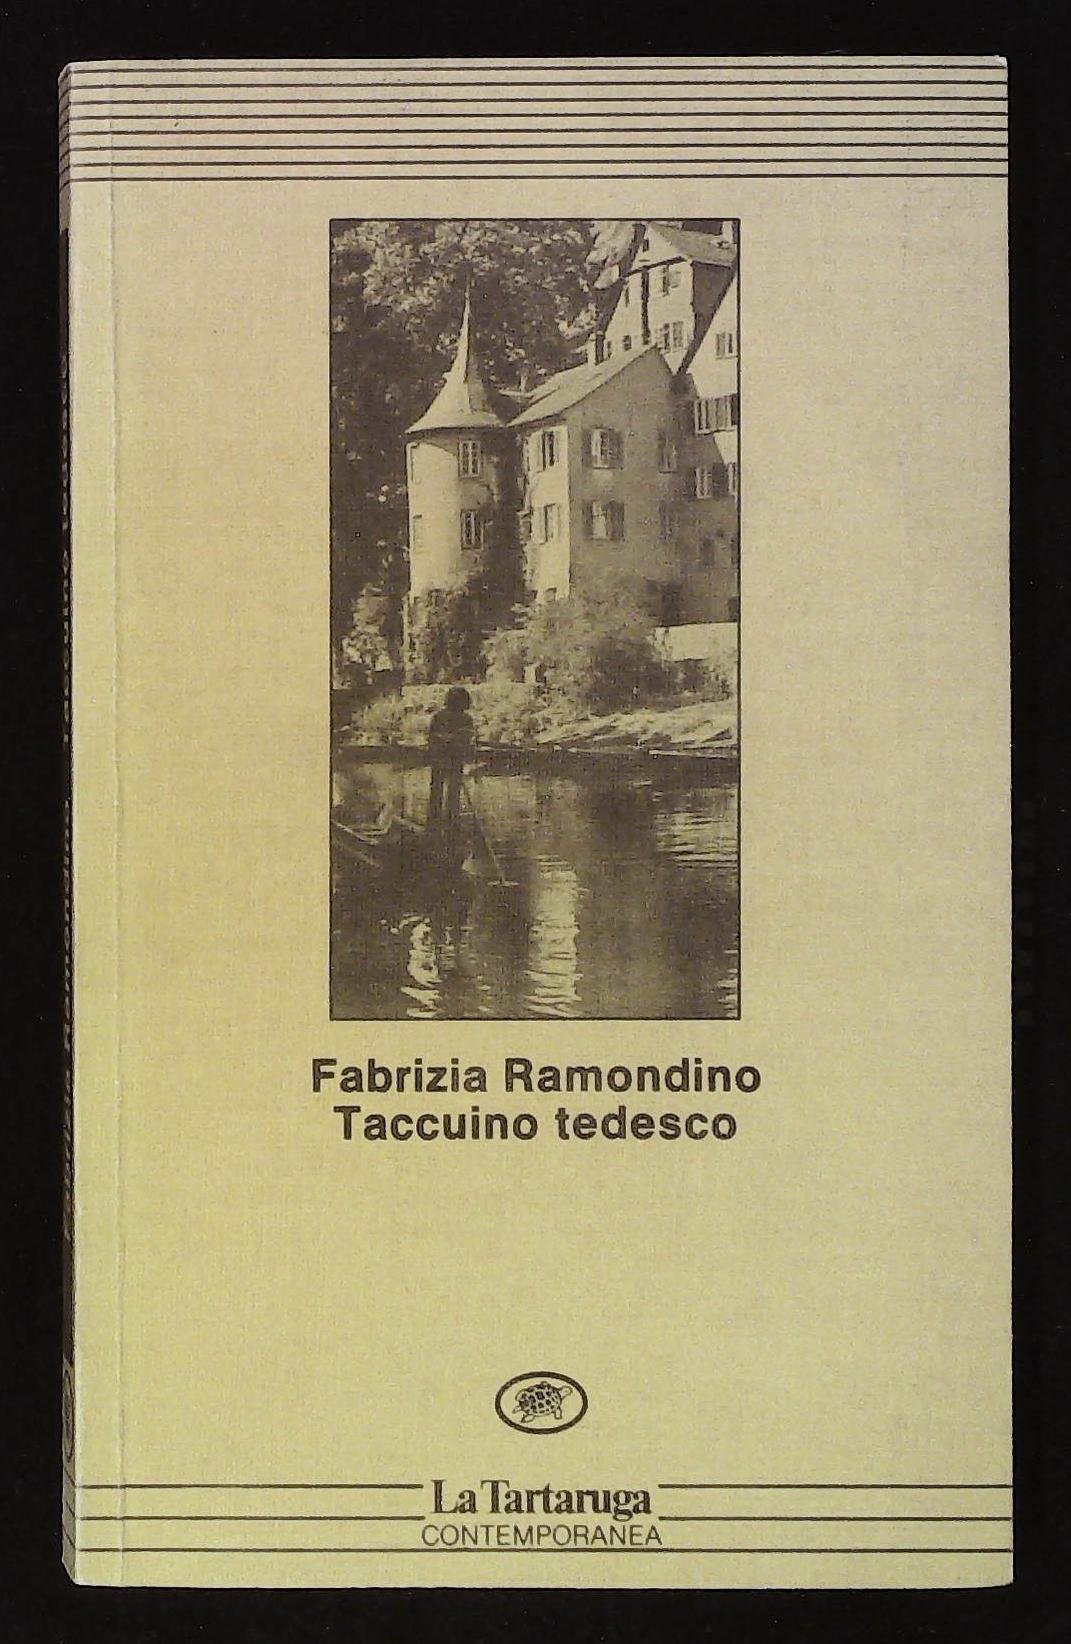 Fabrizia Ramondino
Taccuino tedesco
La Tartaruga
CONTEMPORANEA